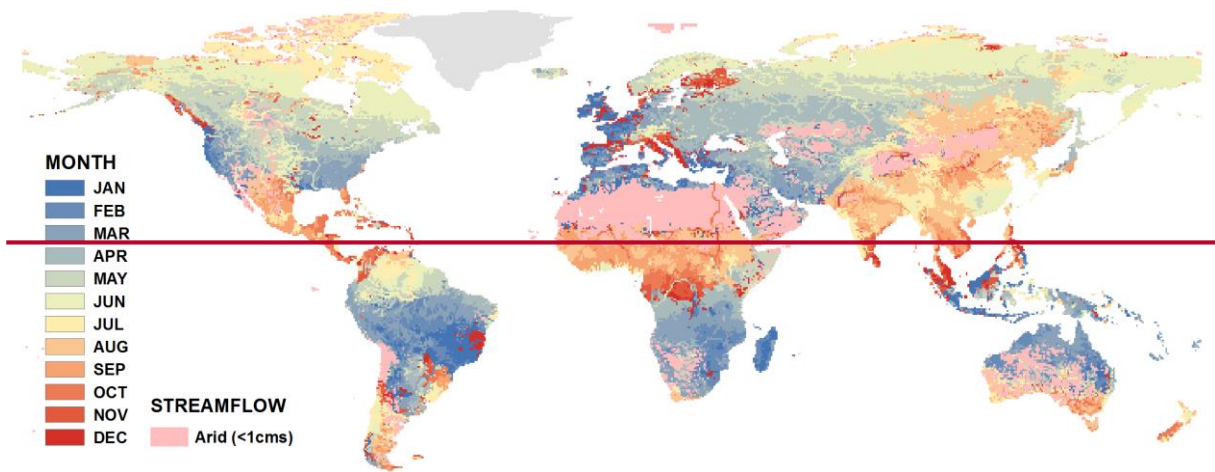 MONTH
JAN
FEB
MAR
APR
MAY
JUN
JUL
AUG
SEP
OCT
NOV
DEC
STREAMFLOW
Arid (<1cms)